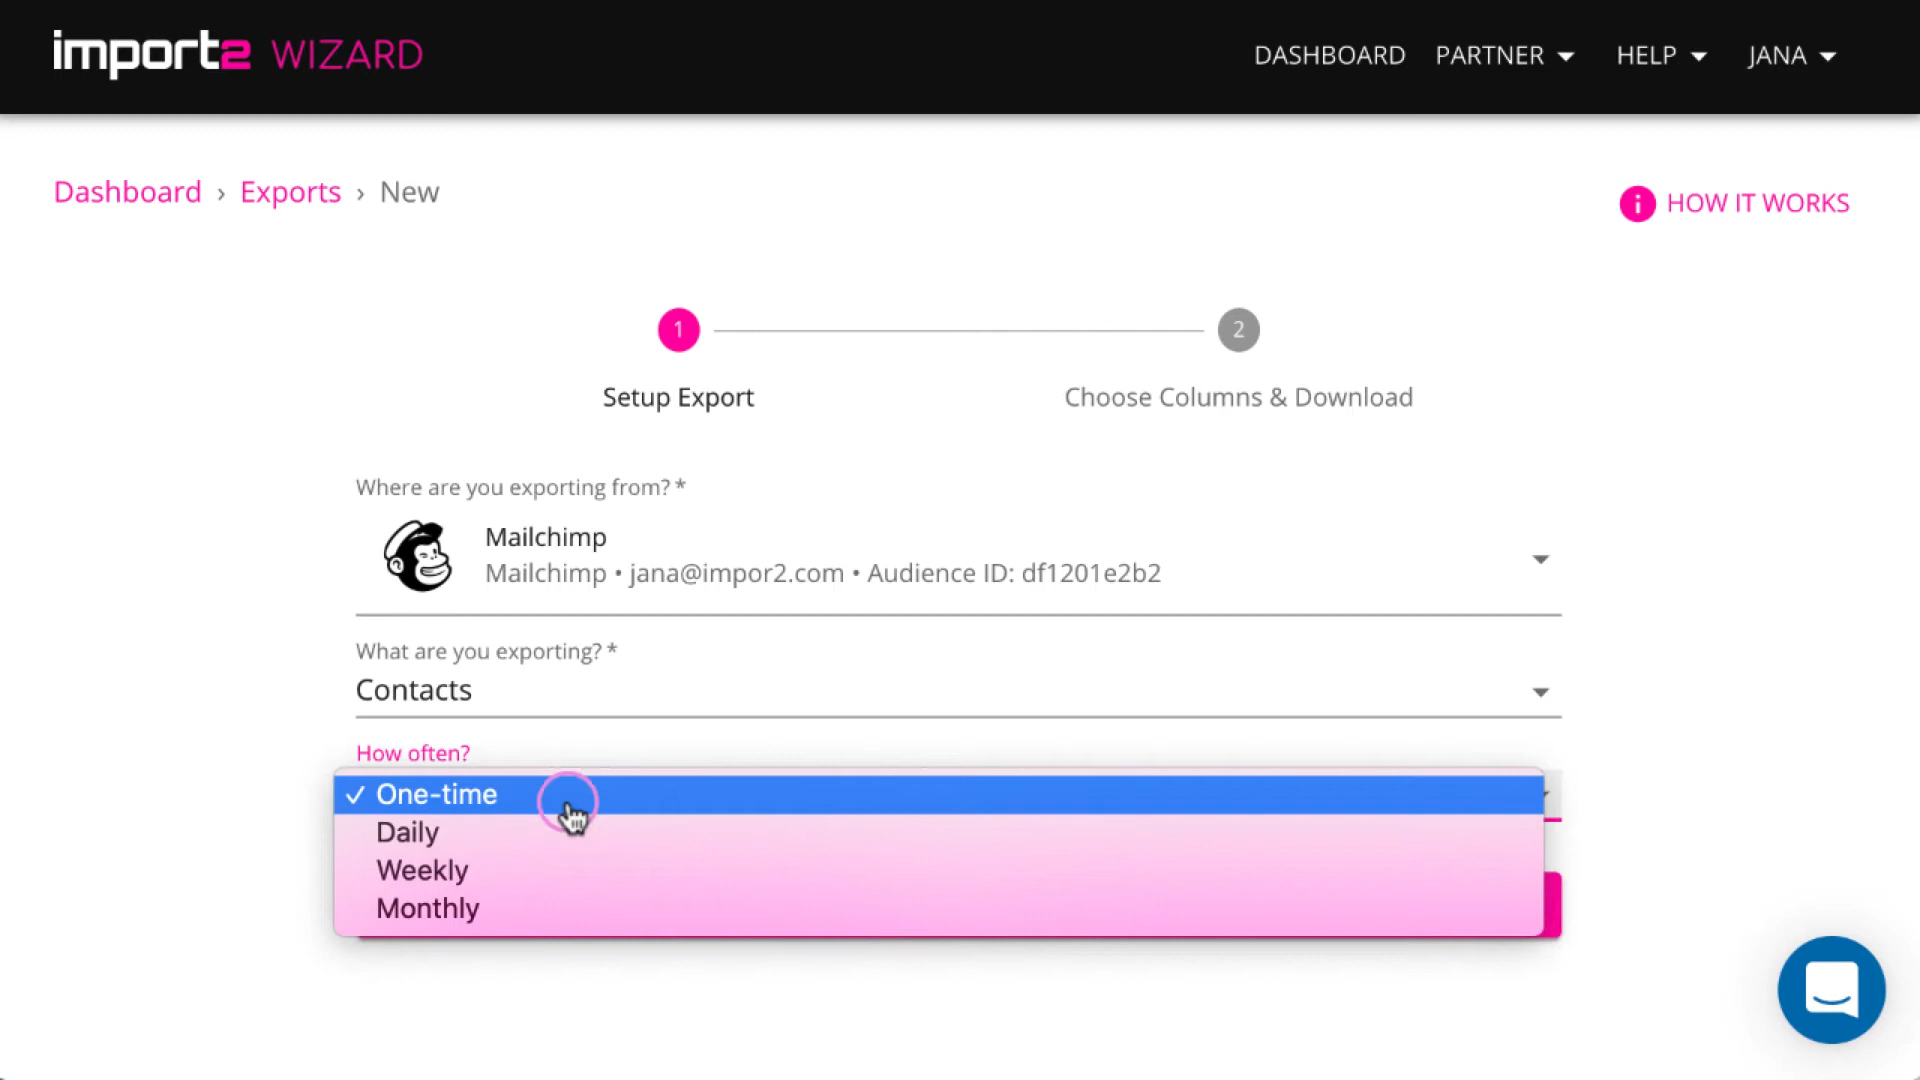 import2 WIZARD
DASHBOARD PARTNER HELP JANA
Dashboard › Exports › New
HOW IT WORKS
1 2
Setup Export Choose Columns & Download
Where are you exporting from? *
Mailchimp
Mailchimp • jana@impor2.com • Audience ID: df1201e2b2
What are you exporting? *
Contacts
How often?
✓ One-time
Daily
Weekly
Monthly